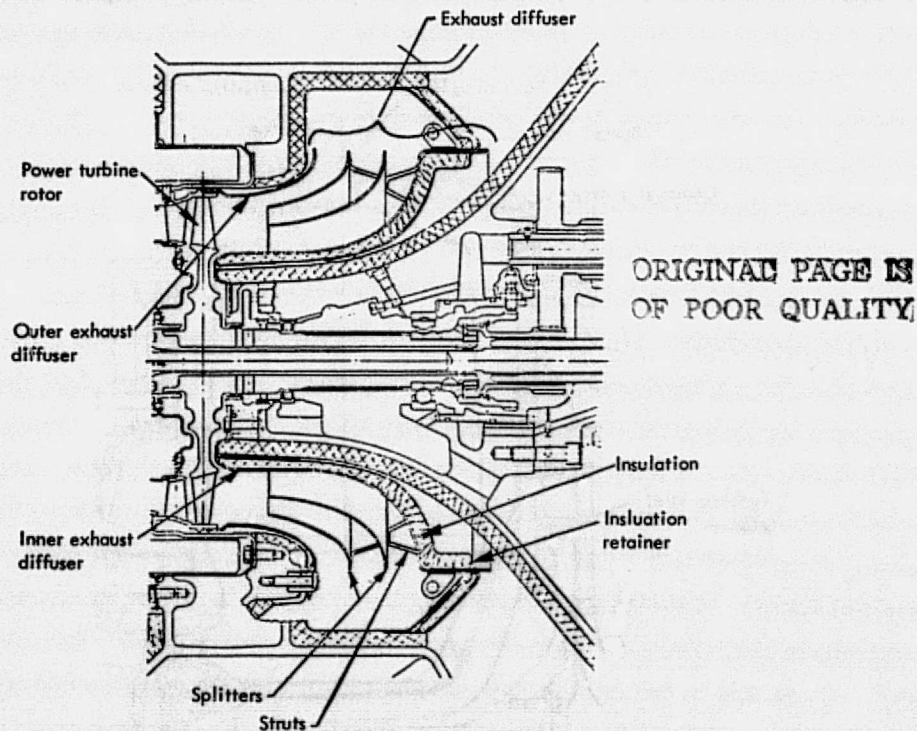 Exhaust diffuser
Power turbine
rotor
ORIGINAL PAGE IS
OF POOR QUALITY
Outer exhaust
diffuser
Insulation
Insluation
retainer
Inner exhaust
diffuser
Splitters
Struts